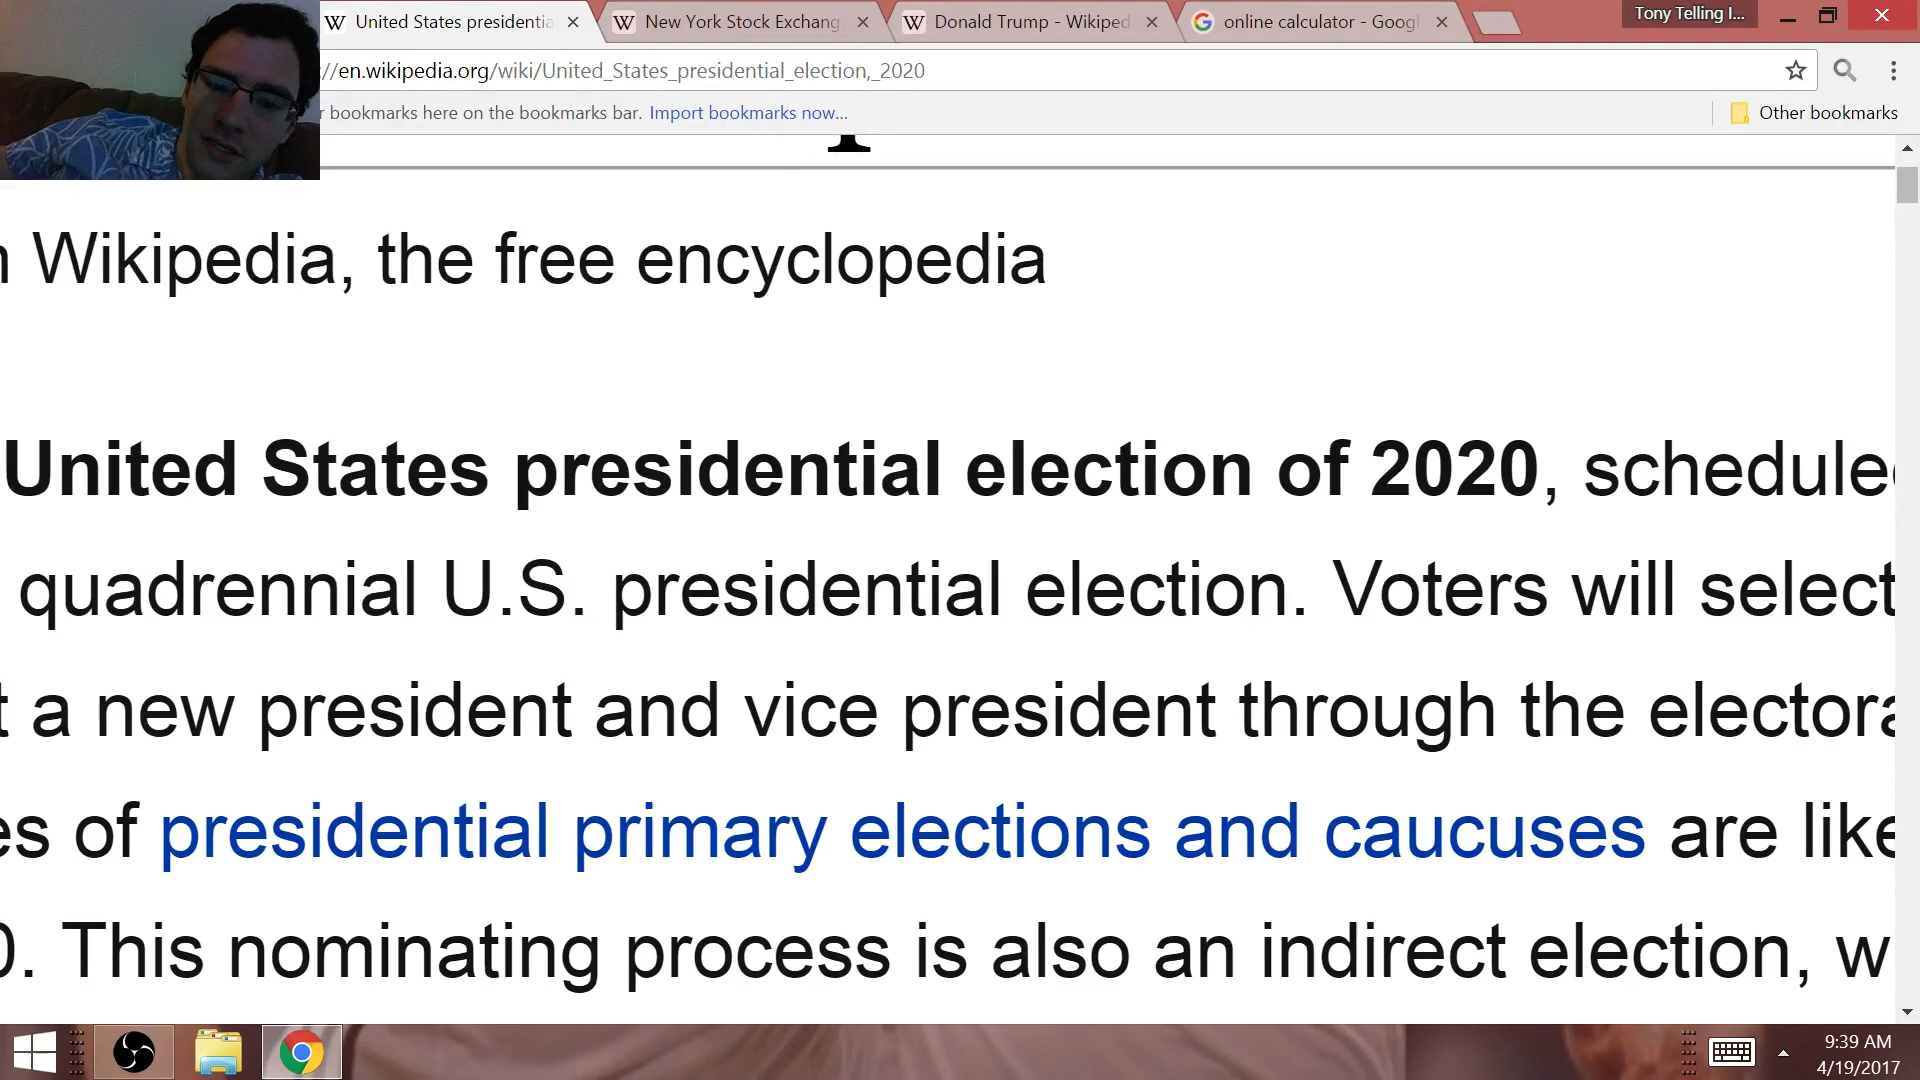 United States presidentia
New York Stock Exchang
Donald Trump - Wikiped
online calculator - Googl
Tony Telling I...
://en.wikipedia.org/wiki/United_States_presidential_election,_2020
r bookmarks here on the bookmarks bar. Import bookmarks now...
Other bookmarks
n Wikipedia, the free encyclopedia
United States presidential election of 2020, scheduled
quadrennial U.S. presidential election. Voters will select
t a new president and vice president through the electora
es of presidential primary elections and caucuses are like
0. This nominating process is also an indirect election, w
9:39 AM
4/19/2017